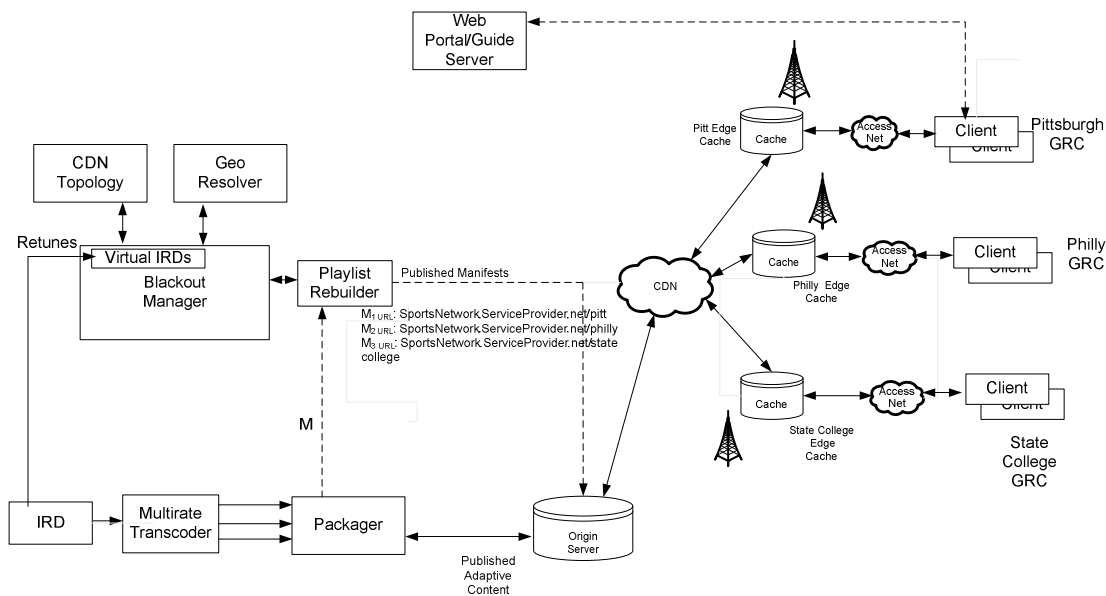 Web
Portal/Guide
Server
Pitt Edge
Cache
Cache
Access
Net
Client
Client
Pittsburgh
GRC
CDN
Topology
Geo
Resolver
Retunes
Virtual IRDs
Blackout
Manager
Playlist
Rebuilder
Published Manifests
M1 URL: SportsNetwork.ServiceProvider.net/pitt
M2 URL: SportsNetwork.ServiceProvider.net/philly
M3 URL: SportsNetwork.ServiceProvider.net/state
college
CDN
Cache
Philly Edge
Cache
Access
Net
Client
Client
Philly
GRC
Cache
State College
Edge
Cache
Access
Net
Client
Client
State
College
GRC
M
IRD
Multirate
Transcoder
Packager
Published
Adaptive
Content
Origin
Server